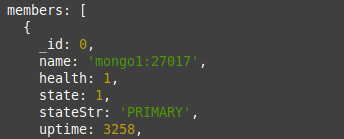 members: [
{
_id: 0,
name: 'mongo1:27017',
health: 1,
state: 1,
stateStr: 'PRIMARY',
uptime: 3258,